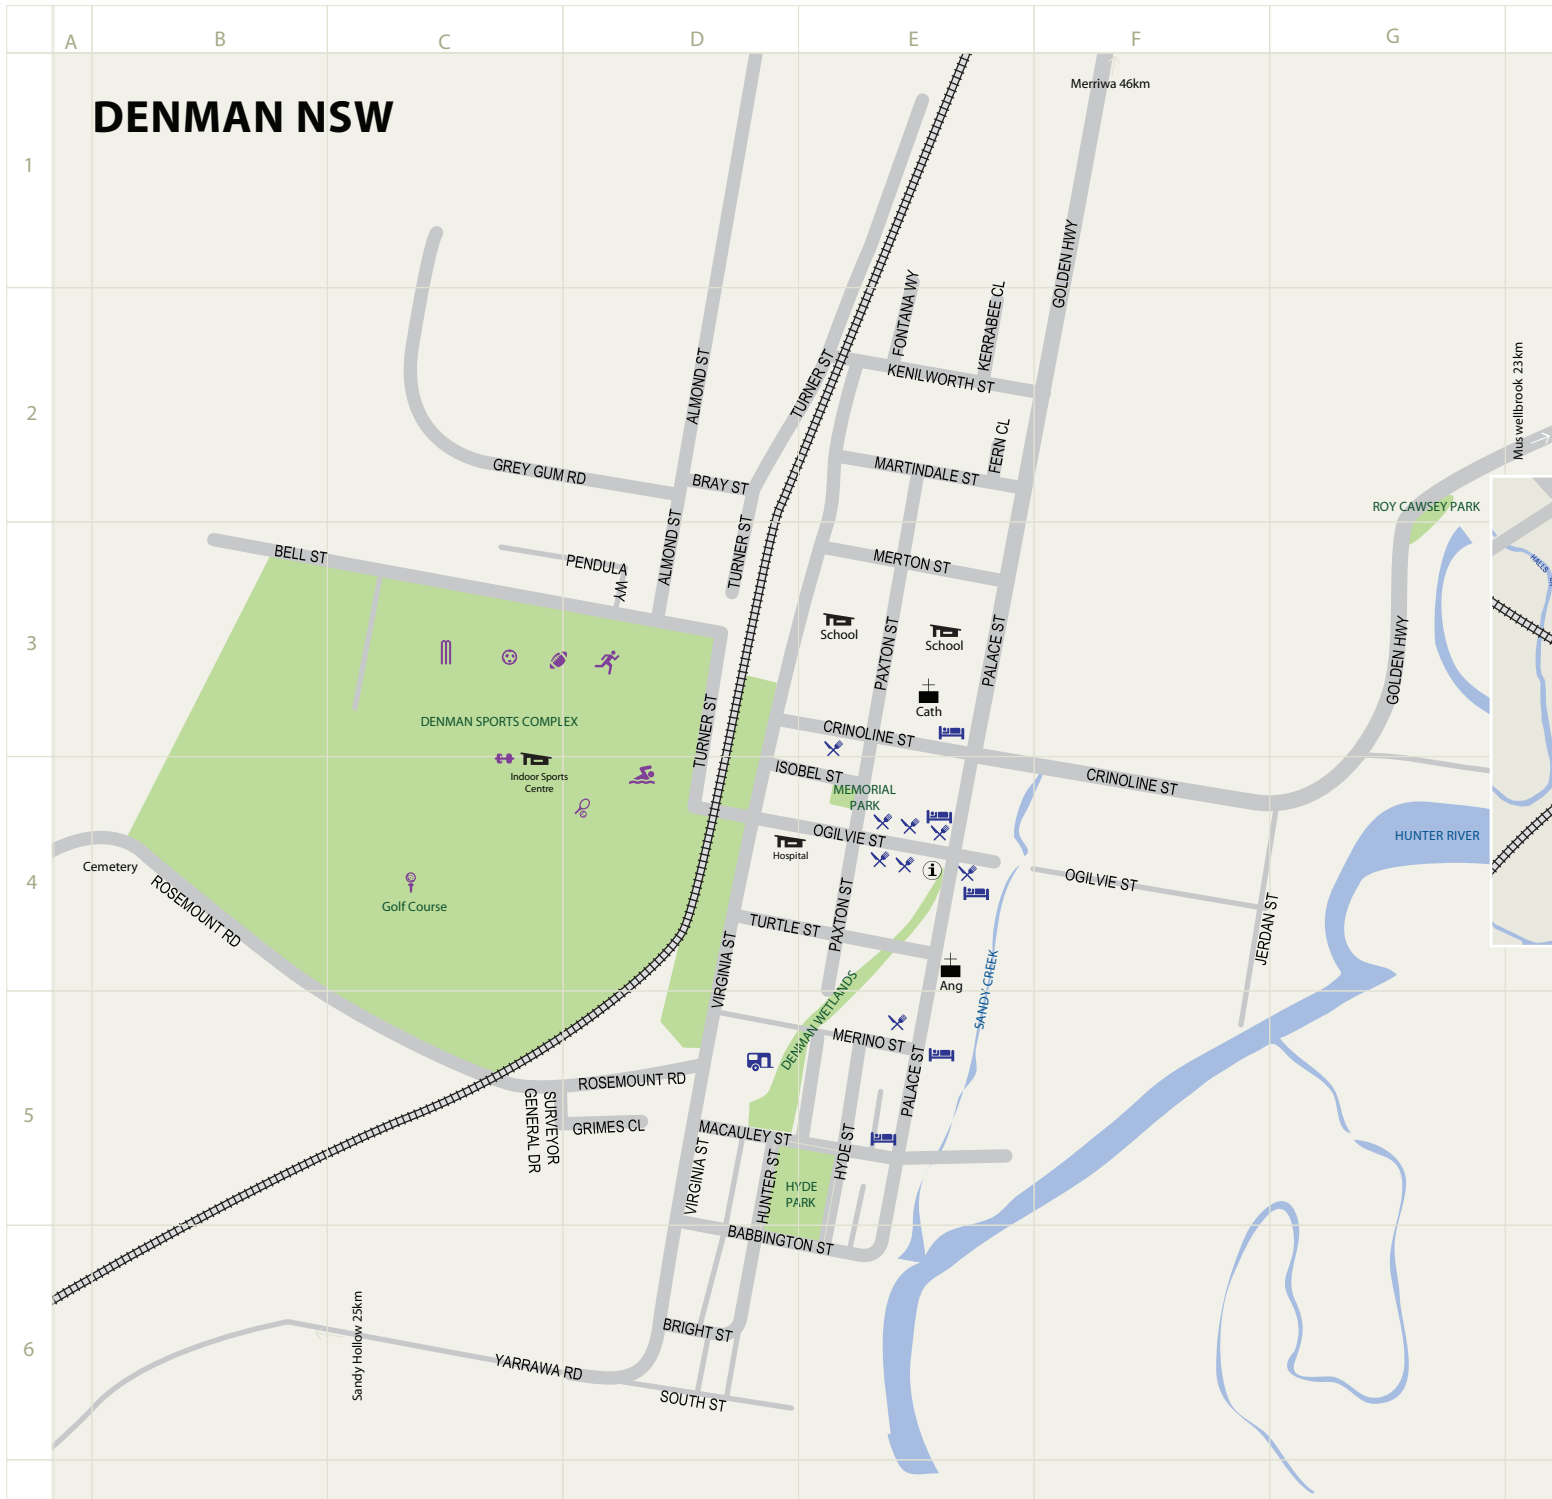 A
B
C
D
E
F
G
DENMAN NSW
Merriwa 46km
1
GOLDEN HWY
FONTANA WY
KERRABEE CL
TURNER ST
ALMOND ST
KENILWORTH ST
Muswellbrook 23km
2
FERN CL
GREY GUM RD
BRAY ST
MARTINDALE ST
ROY CAWSEY PARK
ALMOND ST
TURNER ST
BELL ST
PENDULA
WY
MERTON ST
HALLS
3
School
School
PAXTON ST
PALACE ST
GOLDEN HWY
Cath
DENMAN SPORTS COMPLEX
TURNER ST
CRINOLINE ST
Indoor Sports
Centre
ISOBEL ST
CRINOLINE ST
MEMORIAL
PARK
OGILVIE ST
HUNTER RIVER
Hospital
Cemetery
4
i
OGILVIE ST
ROSEMOUNT RD
Golf Course
PAXTON ST
TURTLE ST
JERDAN ST
VIRGINIA ST
Ang
SANDY CREEK
DENMAN WETLANDS
MERINO ST
ROSEMOUNT RD
PALACE ST
5
SURVEYOR
GENERAL DR
GRIMES CL
MACAULEY ST
VIRGINIA ST
HUNTER ST
HYDE ST
HYDE
PARK
BABBINGTON ST
Sandy Hollow 25km
6
BRIGHT ST
YARRAWA RD
SOUTH ST